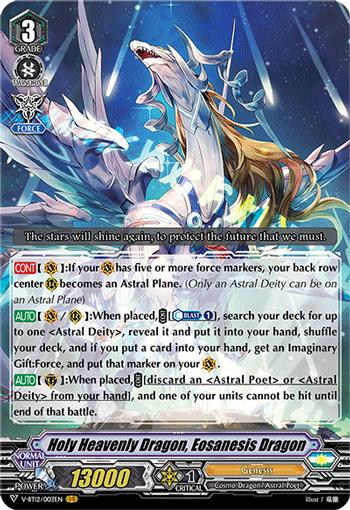 3
GRADE
TWIN DRIVE
FORCE
The stars will shine again, to protect the future that we must.
CONT [ ]:If your has five or more force markers, your back row
center becomes an Astral Plane. (Only an Astral Deity can be on
an Astral Plane)
AUTO [ ]:When placed, [ BLAST 1], search your deck for up
to one <Astral Deity>, reveal it and put it into your hand, shuffle
your deck, and if you put a card into your hand, get an Imaginary
Gift:Force, and put that marker on your .
AUTO [ ]:When placed, [discard an <Astral Poet> or <Astral
Deity> from your hand], and one of your units cannot be hit until
end of that battle.
Holy Heavenly Dragon, Eosanesis Dragon
NORMAL
UNIT
POWER 13000
1
CRITICAL
Genesis
Cosmo Dragon/Astral Poet
V-BT12/003EN
illust / 竜徹